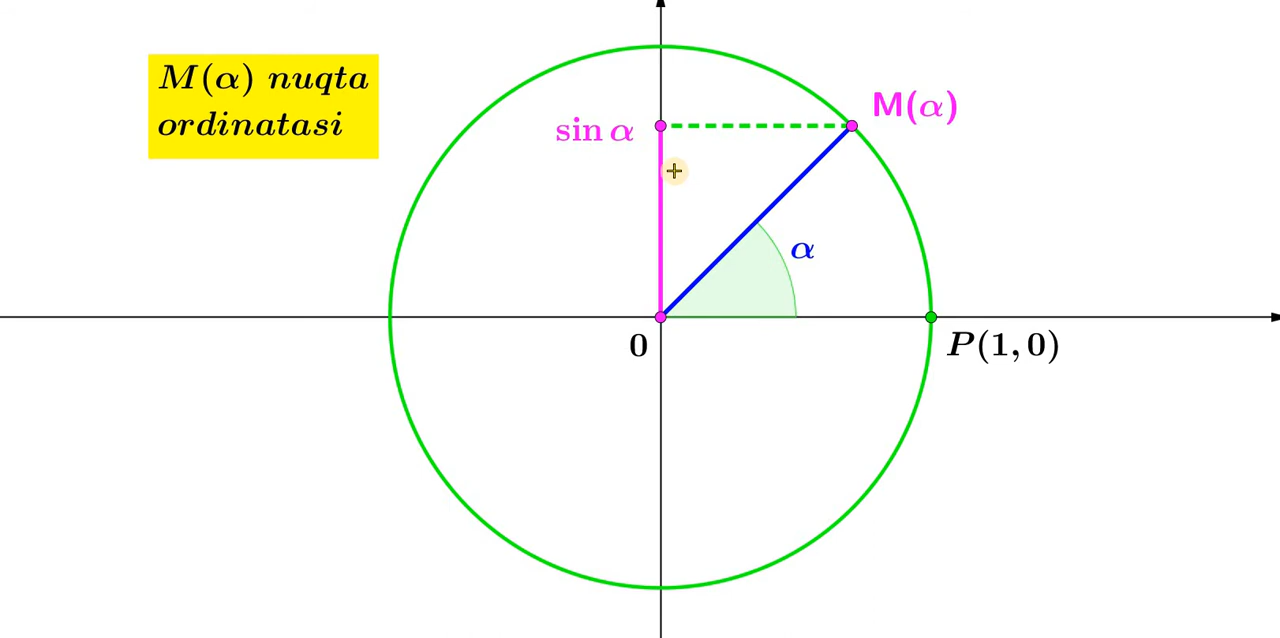 M(α) nuqta
ordinatasi
M(α)
sin α
α
0
P(1, 0)